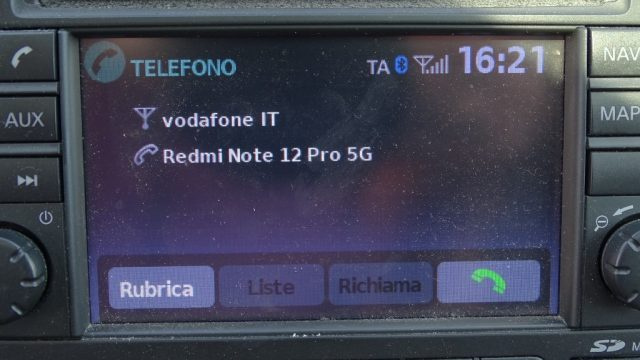 TELEFONO
TA 16:21
NAV
vodafone IT
AUX
MAP
Redmi Note 12 Pro 5G
Rubrica Liste Richiama
SD